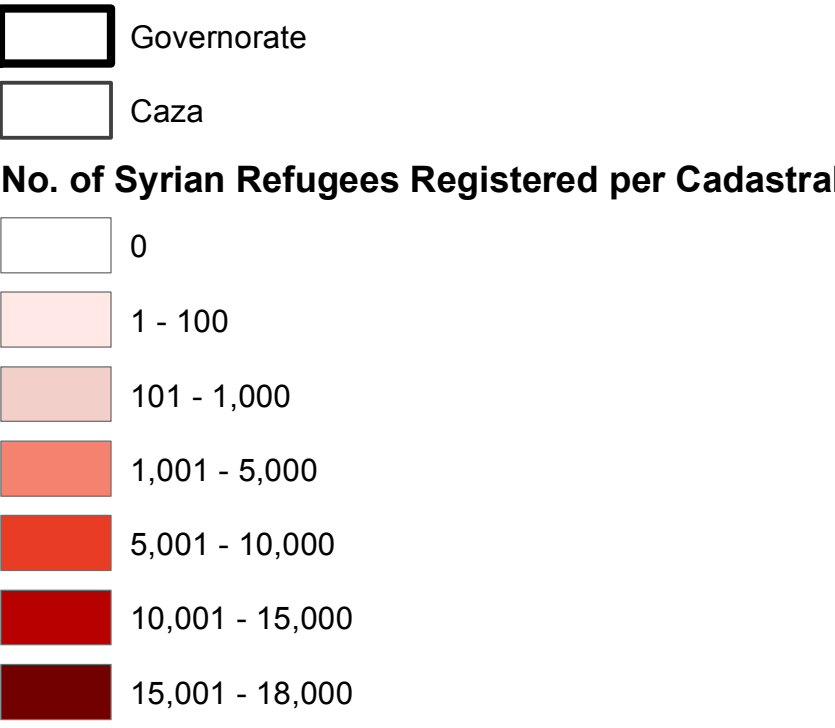 Governorate
Caza
No. of Syrian Refugees Registered per Cadastral
0
1 - 100
101 - 1,000
1,001 - 5,000
5,001 - 10,000
10,001 - 15,000
15,001 - 18,000